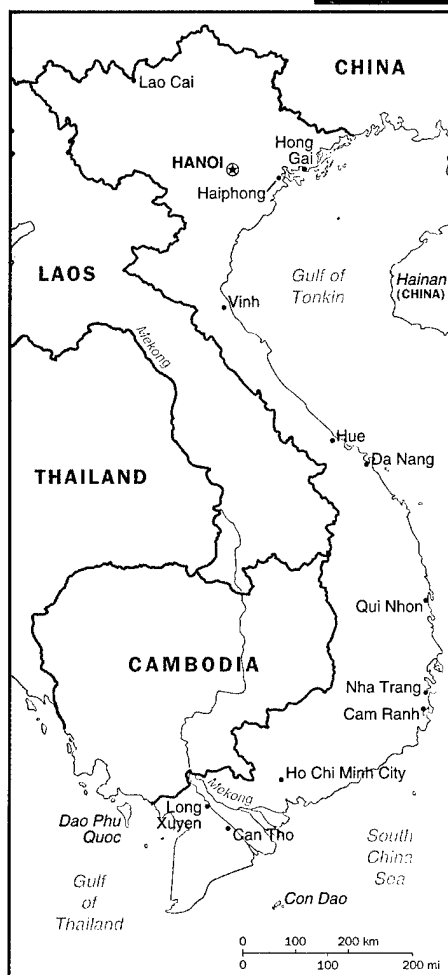 CHINA
Lao Cai
Hong
Gai
HANOI
Haiphong
LAOS
Gulf of
Tonkin
Hainan
(CHINA)
Vinh
Mekong
Hue
Da Nang
THAILAND
Qui Nhon
CAMBODIA
Nha Trang
Cam Ranh
Ho Chi Minh City
Mekong
Long
Xuyen
Dao Phu
Quoc
Can Tho
South
China
Sea
Gulf
of
Thailand
Con Dao
0 100 200 km
0 100 200 mi